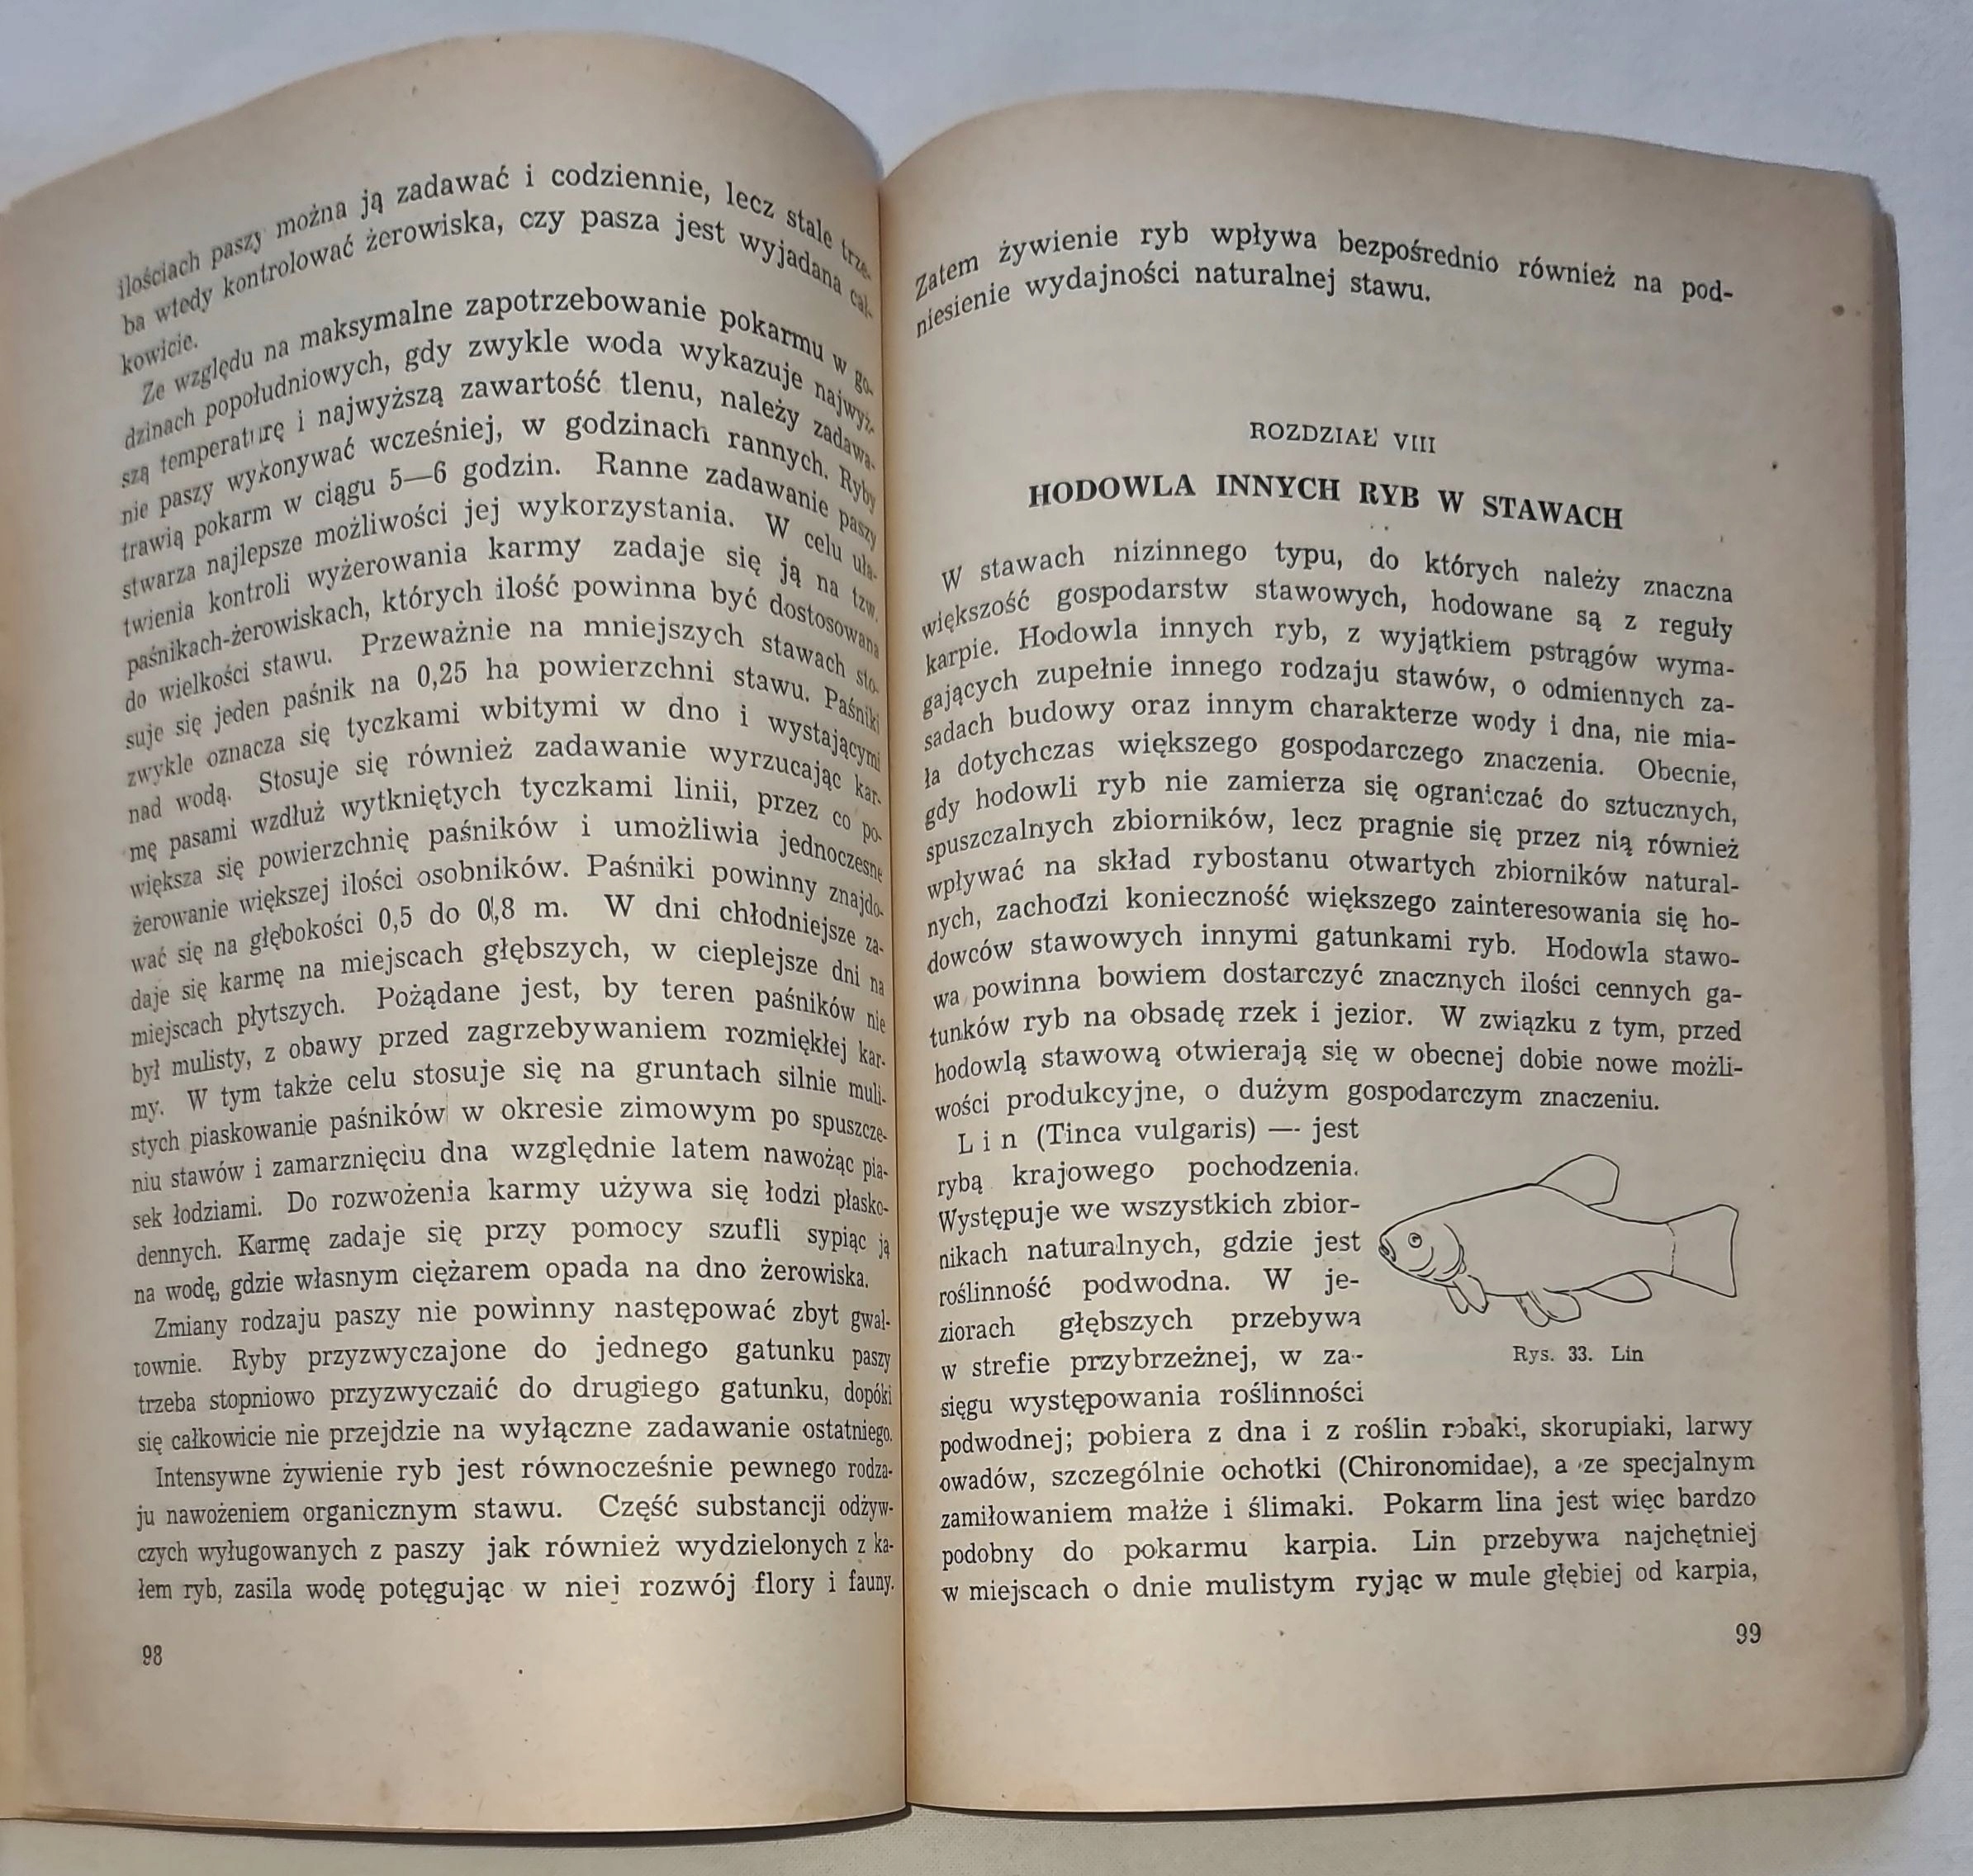 ilościach paszy można ją zadawać i codziennie, lecz stale trze-
ba wtedy kontrolować żerowiska, czy pasza jest wyjadana cał-
kowicie.
Ze względu na maksymalne zapotrzebowanie pokarmu w go-
dzinach popołudniowych, gdy zwykle woda wykazuje najwyż-
szą temperaturę i najwyższą zawartość tlenu, należy zadawa-
nie paszy wykonywać wcześniej, w godzinach rannych. Ryby
trawią pokarm w ciągu 5—6 godzin. Ranne zadawanie paszy
stwarza najlepsze możliwości jej wykorzystania. W celu uła-
twienia kontroli wyżerowania karmy zadaje się ją na tzw.
paśnikach-żerowiskach, których ilość powinna być dostosowana
do wielkości stawu. Przeważnie na mniejszych stawach sto-
suje się jeden paśnik na 0,25 ha powierzchni stawu. Paśniki
zwykle oznacza się tyczkami wbitymi w dno i wystającymi
nad wodą. Stosuje się również zadawanie wyrzucając kar-
mę pasami wzdłuż wytkniętych tyczkami linii, przez co po-
większa się powierzchnię paśników i umożliwia jednoczesne
żerowanie większej ilości osobników. Paśniki powinny znajdo-
wać się na głębokości 0,5 do 0,8 m. W dni chłodniejsze za-
daje się karmę na miejscach głębszych, w cieplejsze dni na
miejscach płytszych. Pożądane jest, by teren paśników nie
był mulisty, z obawy przed zagrzebywaniem rozmiękłej kar-
my. W tym także celu stosuje się na gruntach silnie muli-
stych piaskowanie paśników w okresie zimowym po spuszcze-
niu stawów i zamarznięciu dna względnie latem nawożąc pia-
sek łodziami. Do rozwożenia karmy używa się łodzi płasko-
dennych. Karmę zadaje się przy pomocy szufli sypiąc ją
na wodę, gdzie własnym ciężarem opada na dno żerowiska.
Zmiany rodzaju paszy nie powinny następować zbyt gwał-
townie. Ryby przyzwyczajone do jednego gatunku paszy
trzeba stopniowo przyzwyczaić do drugiego gatunku, dopóki
się całkowicie nie przejdzie na wyłączne zadawanie ostatniego.
Intensywne żywienie ryb jest równocześnie pewnego rodza-
ju nawożeniem organicznym stawu. Część substancji odżyw-
czych wyługowanych z paszy jak również wydzielonych z ka-
łem ryb, zasila wodę potęgując w niej rozwój flory i fauny.
98
Zatem żywienie ryb wpływa bezpośrednio również na pod-
niesienie wydajności naturalnej stawu.
ROZDZIAŁ VIII
HODOWLA INNYCH RYB W STAWACH
W stawach nizinnego typu, do których należy znaczna
większość gospodarstw stawowych, hodowane są z reguły
karpie. Hodowla innych ryb, z wyjątkiem pstrągów wyma-
gających zupełnie innego rodzaju stawów, o odmiennych za-
sadach budowy oraz innym charakterze wody i dna, nie mia-
ła dotychczas większego gospodarczego znaczenia. Obecnie,
gdy hodowli ryb nie zamierza się ograniczać do sztucznych,
spuszczalnych zbiorników, lecz pragnie się przez nią również
wpływać na skład rybostanu otwartych zbiorników natural-
nych, zachodzi konieczność większego zainteresowania się ho-
dowców stawowych innymi gatunkami ryb. Hodowla stawo-
wa powinna bowiem dostarczyć znacznych ilości cennych ga-
tunków ryb na obsadę rzek i jezior. W związku z tym, przed
hodowlą stawową otwierają się w obecnej dobie nowe możli-
wości produkcyjne, o dużym gospodarczym znaczeniu.
Lin (Tinca vulgaris) — jest
rybą krajowego pochodzenia.
Występuje we wszystkich zbior-
nikach naturalnych, gdzie jest
roślinność podwodna. W je-
ziorach głębszych przebywa
w strefie przybrzeżnej, w za-
sięgu występowania roślinności
Rys. 33. Lin
podwodnej; pobiera z dna i z roślin robaki, skorupiaki, larwy
owadów, szczególnie ochotki (Chironomidae), a ze specjalnym
zamiłowaniem małże i ślimaki. Pokarm lina jest więc bardzo
podobny do pokarmu karpia. Lin przebywa najchętniej
w miejscach o dnie mulistym ryjąc w mule głębiej od karpia,
99